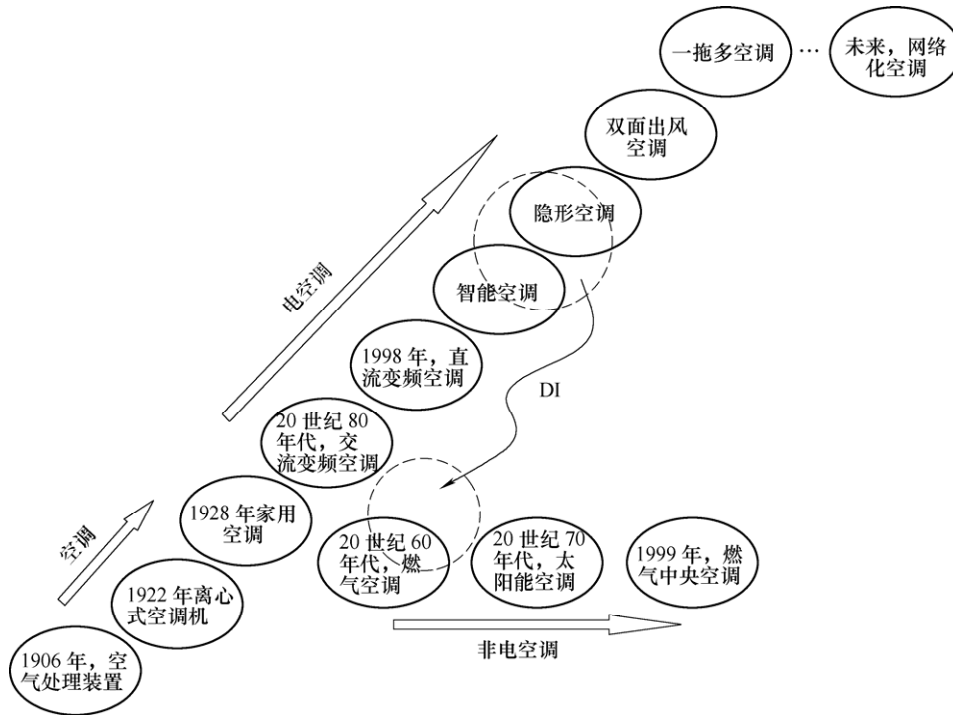 一拖多空调
…
未来，网络
化空调
双面出风
空调
隐形空调
电空调
智能空调
1998 年，直
流变频空调
DI
20 世纪 80
年代，交
流变频空调
空调
1928 年家用
空调
20 世纪 60
年代，燃
气空调
20 世纪 70
年代，太
阳能空调
1999 年，燃
气中央空调
1922 年离心
式空调机
非电空调
1906 年，空
气处理装置